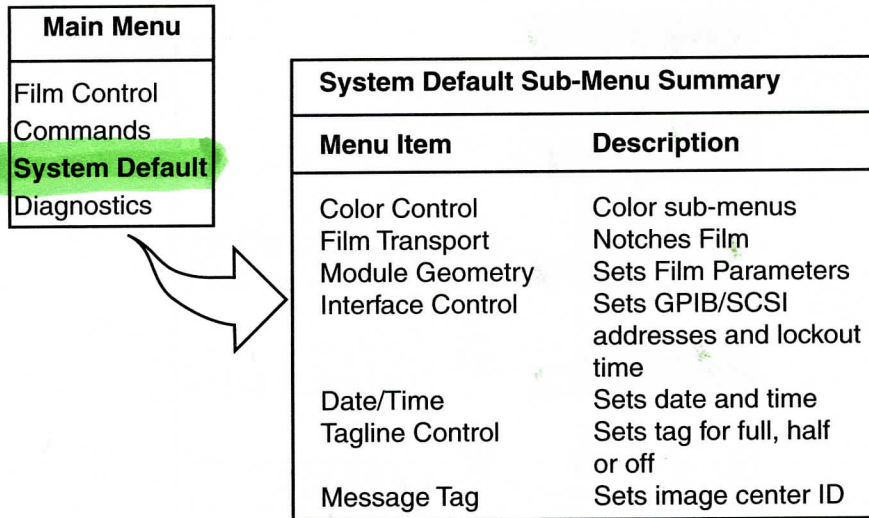 Main Menu
Film Control
Commands
System Default
Diagnostics
System Default Sub-Menu Summary
Menu Item Description
Color Control Color sub-menus
Film Transport Notches Film
Module Geometry Sets Film Parameters
Interface Control Sets GPIB/SCSI
addresses and lockout
time
Date/Time Sets date and time
Tagline Control Sets tag for full, half
or off
Message Tag Sets image center ID